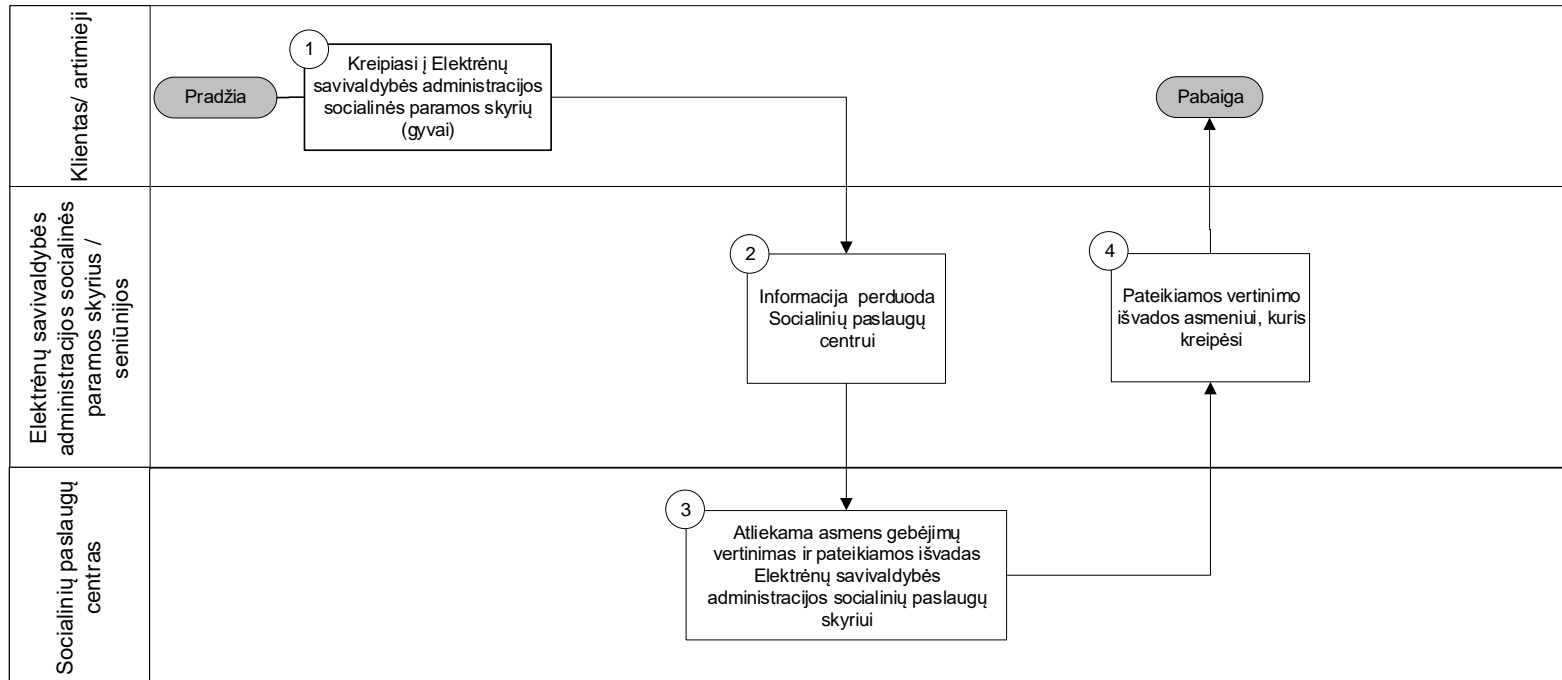 Klientas/ artimieji
Pradžia
1
Kreipiasi į Elektrėnų
savivaldybės administracijos
socialinės paramos skyrių
(gyvai)
Pabaiga
Elektrėnų savivaldybės
administracijos socialinės
paramos skyrius /
seniūnijos
2
Informacija perduoda
Socialinių paslaugų
centrui
4
Pateikiamos vertinimo
išvados asmeniui, kuris
kreipėsi
Socialinių paslaugų
centras
3
Atliekama asmens gebėjimų
vertinimas ir pateikiamos išvadas
Elektrėnų savivaldybės
administracijos socialinių paslaugų
skyriui